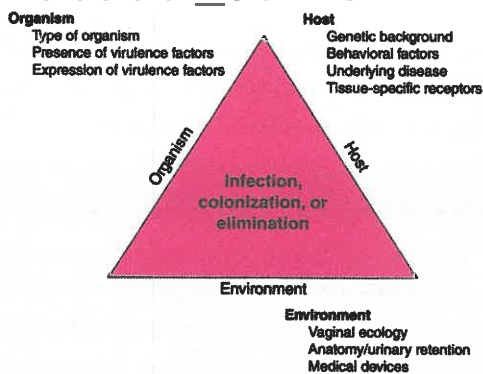 Organism
Type of organism
Presence of virulence factors
Expression of virulence factors
Host
Genetic background
Behavioral factors
Underlying disease
Tissue-specific receptors
Organism
Host
Infection,
colonization, or
elimination
Environment
Environment
Vaginal ecology
Anatomy/urinary retention
Medical devices